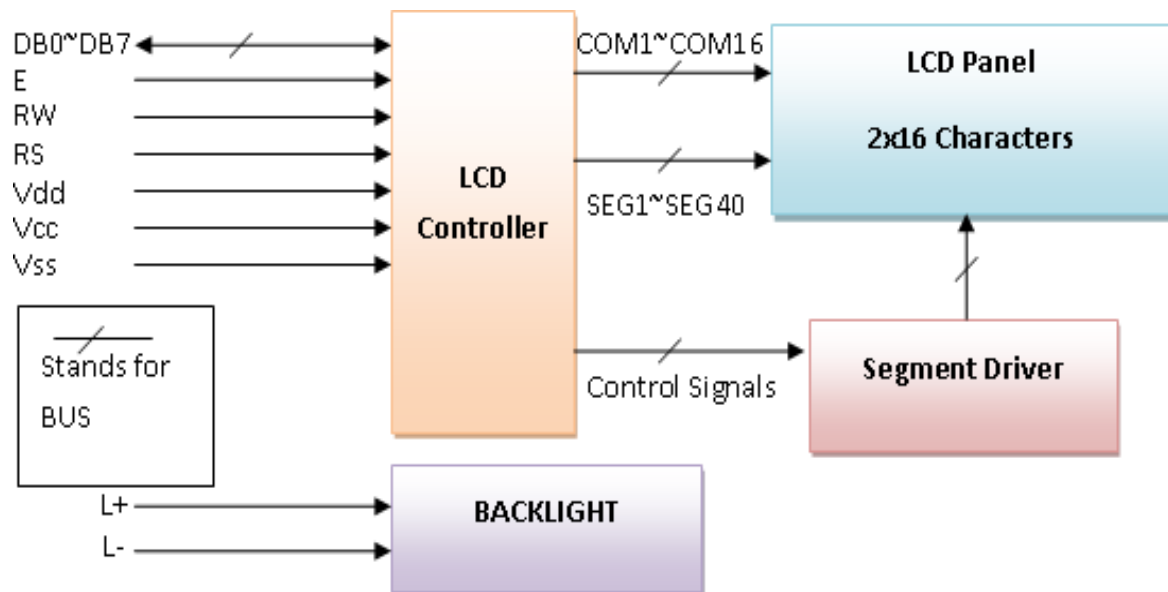 DB0~DB7
E
RW
RS
Vdd
Vcc
Vss
Stands for
BUS
L+
L-
LCD
Controller
COM1~COM16
SEG1~SEG40
Control Signals
LCD Panel
2x16 Characters
Segment Driver
BACKLIGHT